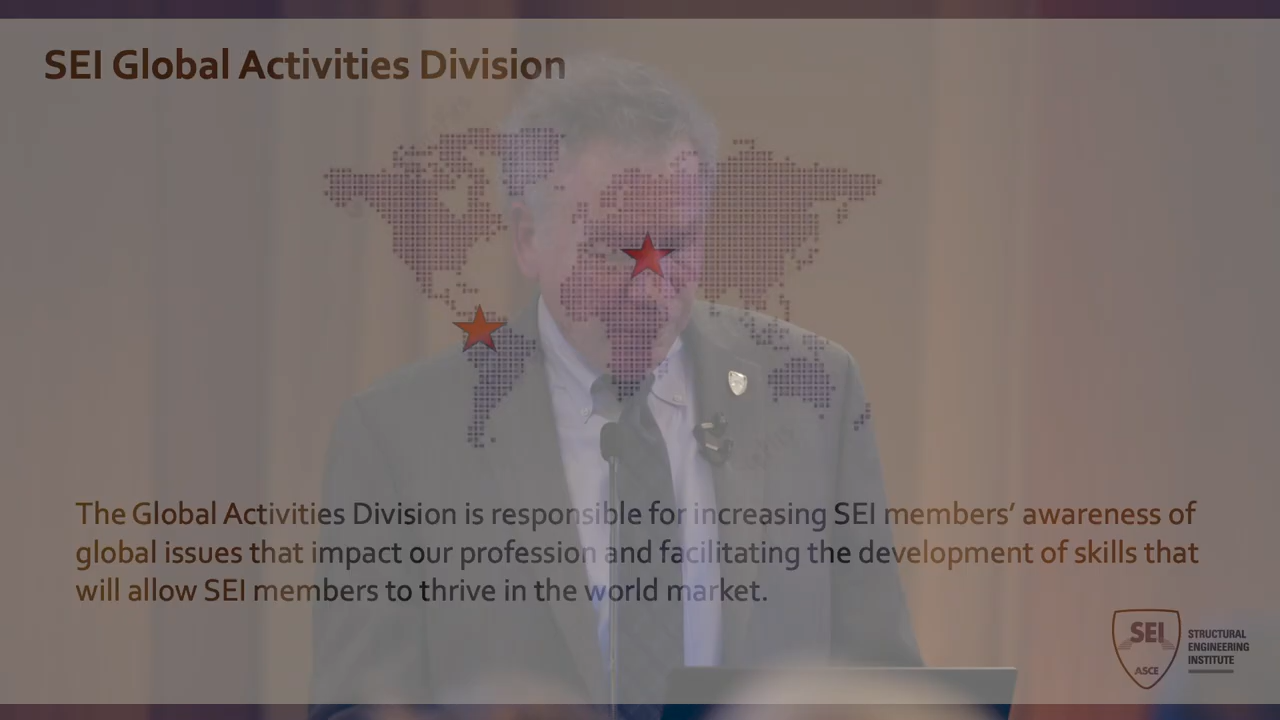 SEI Global Activities Division
The Global Activities Division is responsible for increasing SEI members’ awareness of
global issues that impact our profession and facilitating the development of skills that
will allow SEI members to thrive in the world market.
SEI
ASCE
STRUCTURAL
ENGINEERING
INSTITUTE